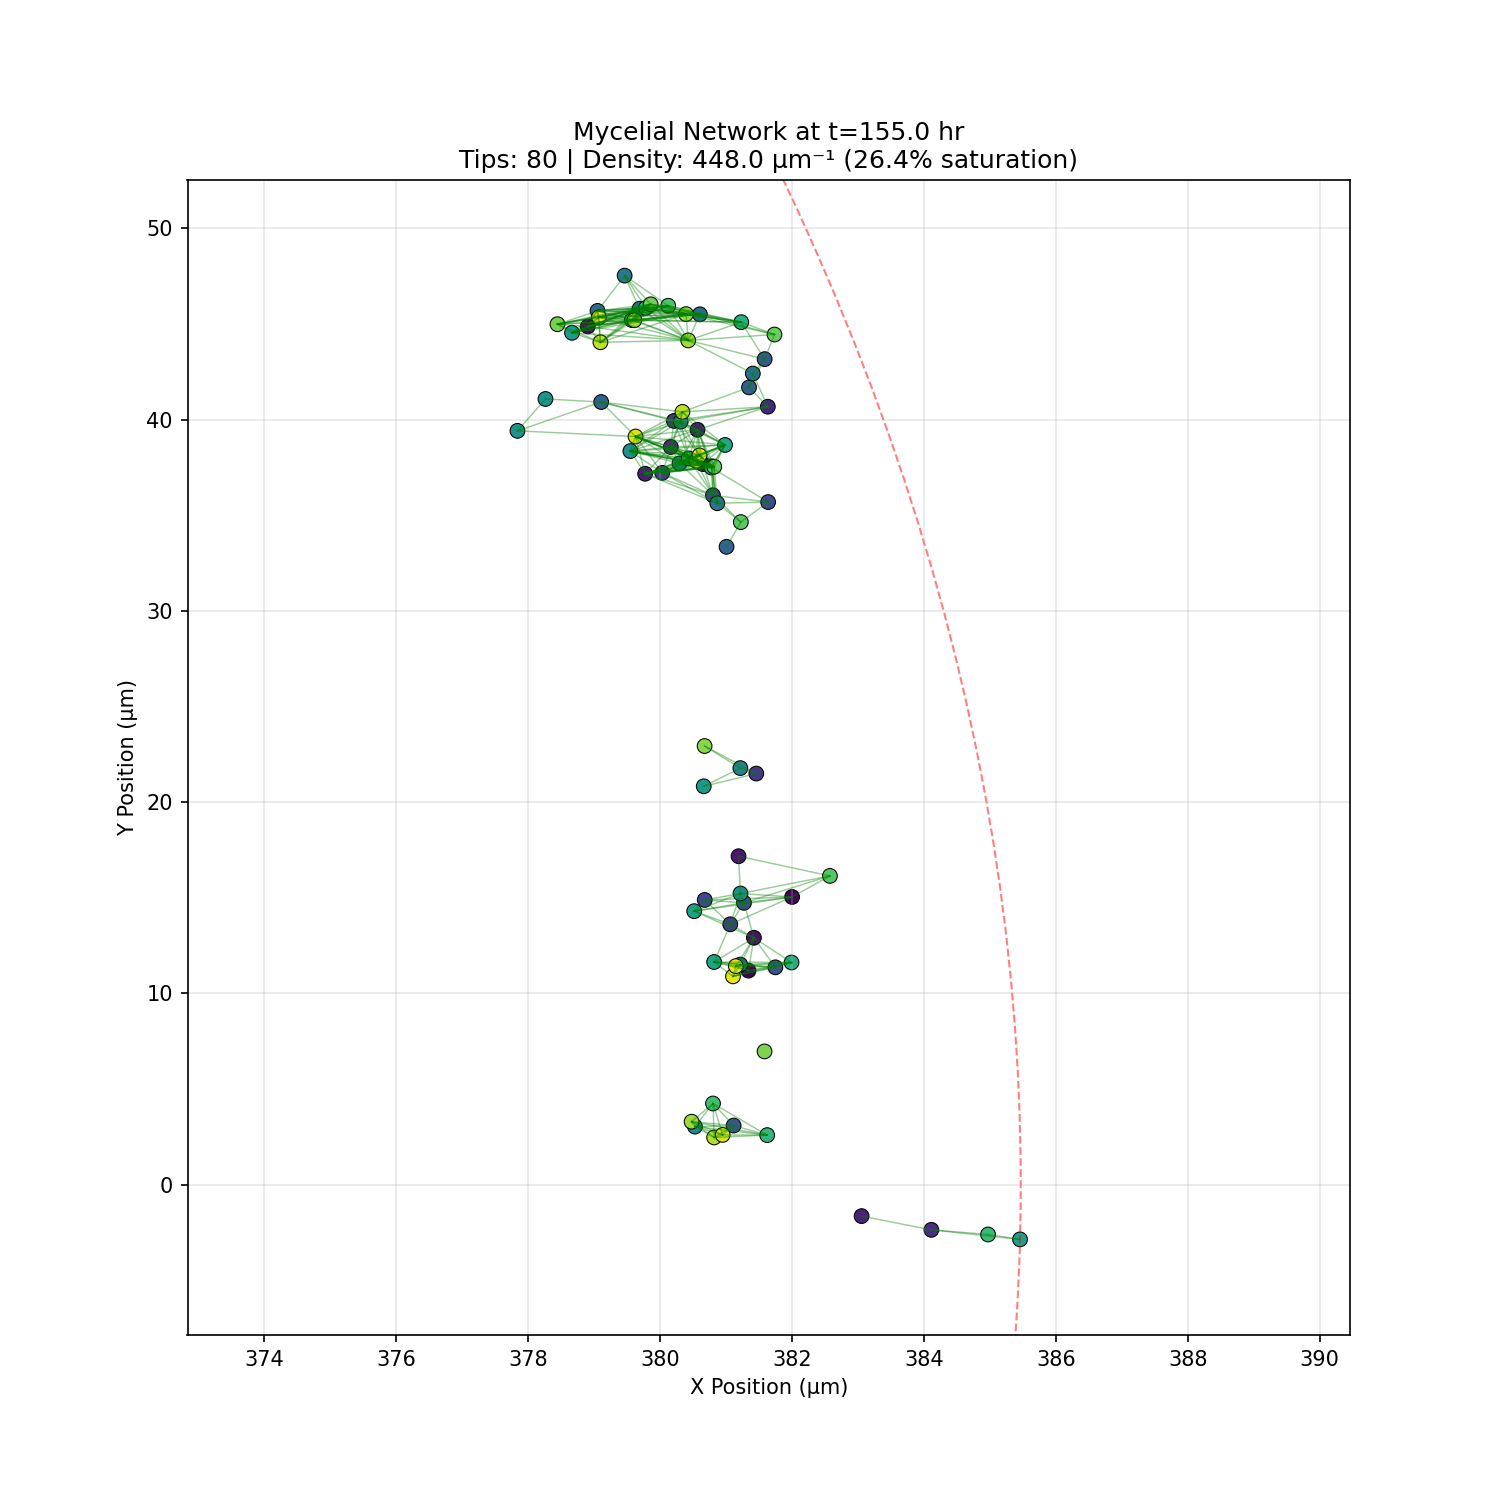 Mycelial Network at t=155.0 hr
Tips: 80 | Density: 448.0 μm⁻¹ (26.4% saturation)
50
40
30
20
10
0
Y Position (μm)
374 376 378 380 382 384 386 388 390
X Position (μm)